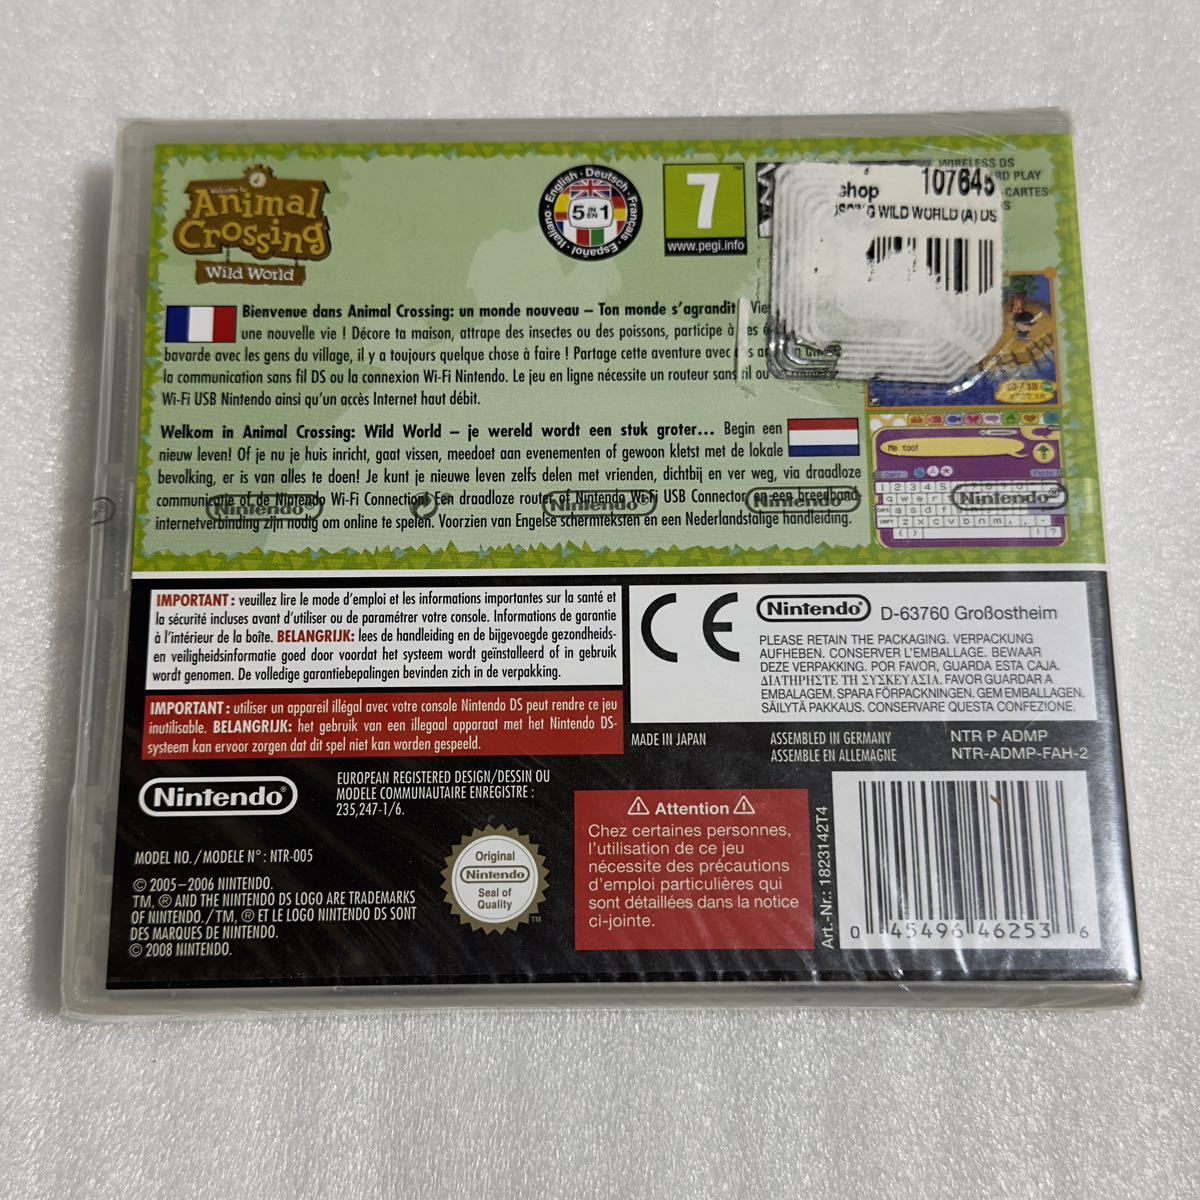 Welcome to
Animal
Crossing
Wild World
English · Deutsch · Français · Español · Italiano
5 IN EN 1
7
™
www.pegi.info
WIRELESS DS
PLAY
-CARTES
shop 107645
WILD WORLD (A) DS
Bienvenue dans Animal Crossing: un monde nouveau – Ton monde s'agrandit
une nouvelle vie ! Décore ta maison, attrape des insectes ou des poissons, participe à
bavarde avec les gens du village, il y a toujours quelque chose à faire ! Partage cette aventure avec
la communication sans fil DS ou la connexion Wi-Fi Nintendo. Le jeu en ligne nécessite un routeur sans fil ou
Wi-Fi USB Nintendo ainsi qu'un accès Internet haut débit.
Welkom in Animal Crossing: Wild World – je wereld wordt een stuk groter... Begin een
nieuw leven! Of je nu je huis inricht, gaat vissen, meedoet aan evenementen of gewoon kletst met de lokale
bevolking, er is van alles te doen! Je kunt je nieuwe leven zelfs delen met vrienden, dichtbij en ver weg, via draadloze
communicatie of de Nintendo Wi-Fi Connection! Een draadloze router of Nintendo Wi-Fi USB Connector en een breedband-
internetverbinding zijn nodig om online te spelen. Voorzien van Engelse schermteksten en een Nederlandstalige handleiding.
Nintendo Nintendo Nintendo Nintendo
Me too!
IMPORTANT : veuillez lire le mode d'emploi et les informations importantes sur la santé et
la sécurité incluses avant d'utiliser ou de paramétrer votre console. Informations de garantie
à l'intérieur de la boîte. BELANGRIJK: lees de handleiding en de bijgevoegde gezondheids-
en veiligheidsinformatie goed door voordat het systeem wordt geïnstalleerd of in gebruik
wordt genomen. De volledige garantiebepalingen bevinden zich in de verpakking.
IMPORTANT : utiliser un appareil illégal avec votre console Nintendo DS peut rendre ce jeu
inutilisable. BELANGRIJK: het gebruik van een illegaal apparaat met het Nintendo DS-
systeem kan ervoor zorgen dat dit spel niet kan worden gespeeld.
CE
Nintendo® D-63760 Großostheim
PLEASE RETAIN THE PACKAGING. VERPACKUNG
AUFHEBEN. CONSERVER L'EMBALLAGE. BEWAAR
DEZE VERPAKKING. POR FAVOR, GUARDA ESTA CAJA.
ΔΙΑΤΗΡΗΣΤΕ ΤΗ ΣΥΣΚΕΥΑΣΙΑ. FAVOR GUARDAR A
EMBALAGEM. SPARA FÖRPACKNINGEN. GEM EMBALLAGEN.
SÄILYTÄ PAKKAUS. CONSERVARE QUESTA CONFEZIONE.
MADE IN JAPAN
ASSEMBLED IN GERMANY
ASSEMBLE EN ALLEMAGNE
NTR P ADMP
NTR-ADMP-FAH-2
Nintendo®
EUROPEAN REGISTERED DESIGN/DESSIN OU
MODELE COMMUNAUTAIRE ENREGISTRE :
235,247-1/6.
MODEL NO./MODELE N° : NTR-005
© 2005–2006 NINTENDO.
TM, ® AND THE NINTENDO DS LOGO ARE TRADEMARKS
OF NINTENDO./TM, ® ET LE LOGO NINTENDO DS SONT
DES MARQUES DE NINTENDO.
© 2008 NINTENDO.
Original
Nintendo
Seal of
Quality
TM
Attention
Chez certaines personnes,
l'utilisation de ce jeu
nécessite des précautions
d'emploi particulières qui
sont détaillées dans la notice
ci-jointe.
Art.-Nr.: 1823142T4
0 45496 46253 6